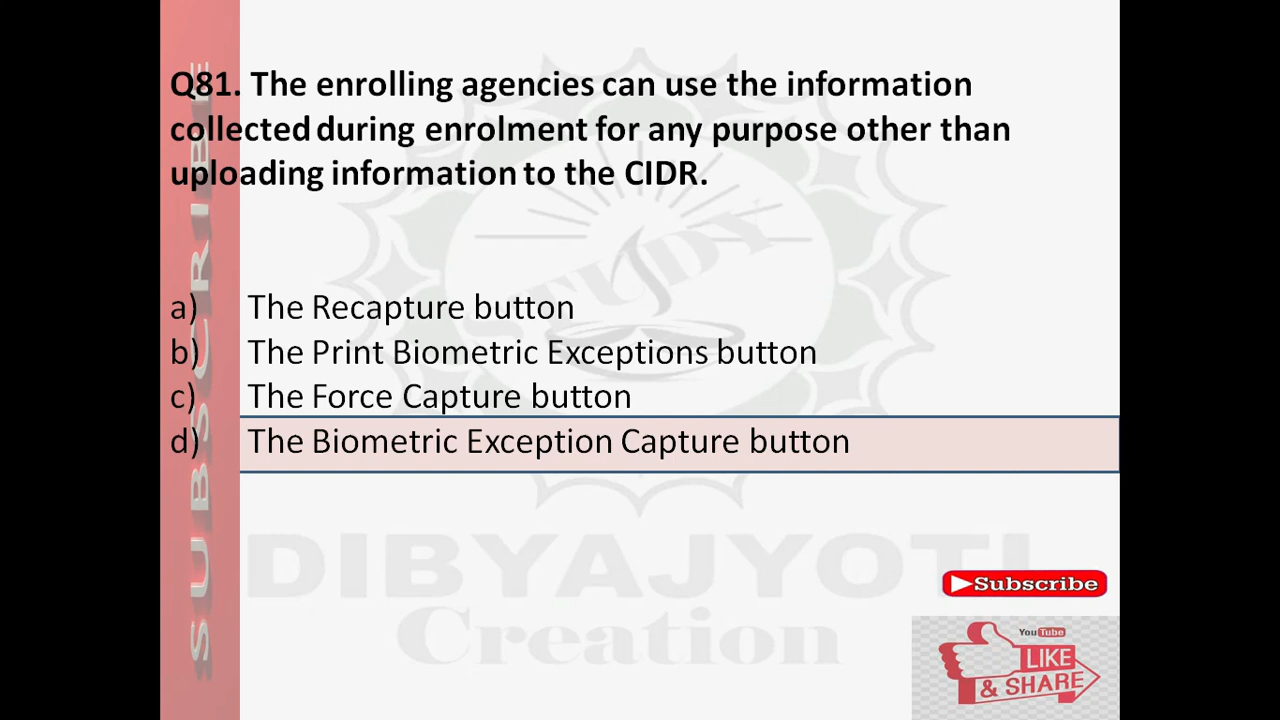 Q81. The enrolling agencies can use the information
collected during enrolment for any purpose other than
uploading information to the CIDR.
a) The Recapture button
b) The Print Biometric Exceptions button
c) The Force Capture button
d) The Biometric Exception Capture button
SUBSCRIBE
STUDY
DIBYAJYOTI
Creation
Subscribe
YouTube
LIKE
& SHARE